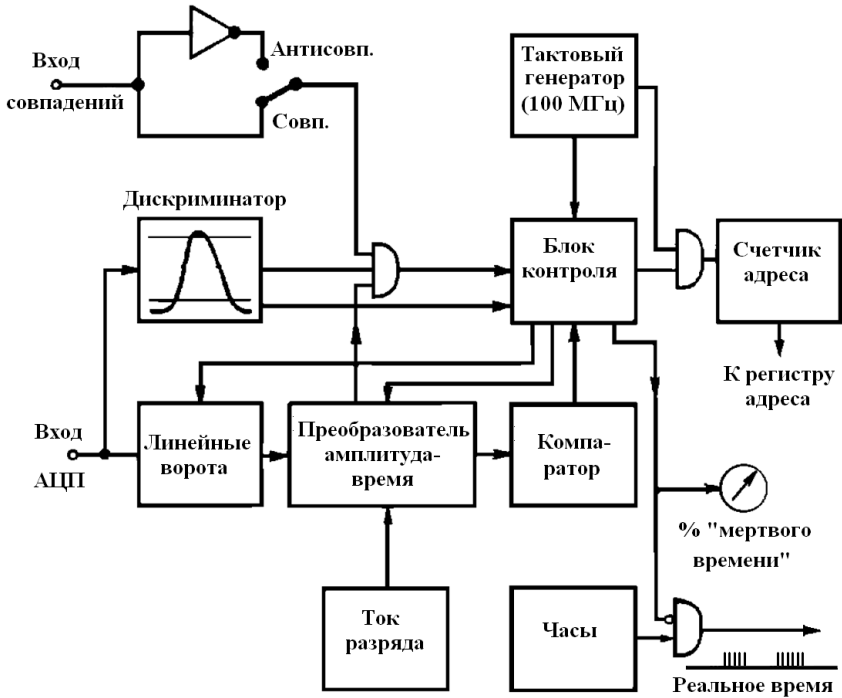 Вход
совпадений
Антисовп.
Совп.
Тактовый
генератор
(100 МГц)
Дискриминатор
Блок
контроля
Счетчик
адреса
К регистру
адреса
Вход
АЦП
Линейные
ворота
Преобразователь
амплитуда-
время
Компа-
ратор
% "мертвого
времени"
Ток
разряда
Часы
Реальное время